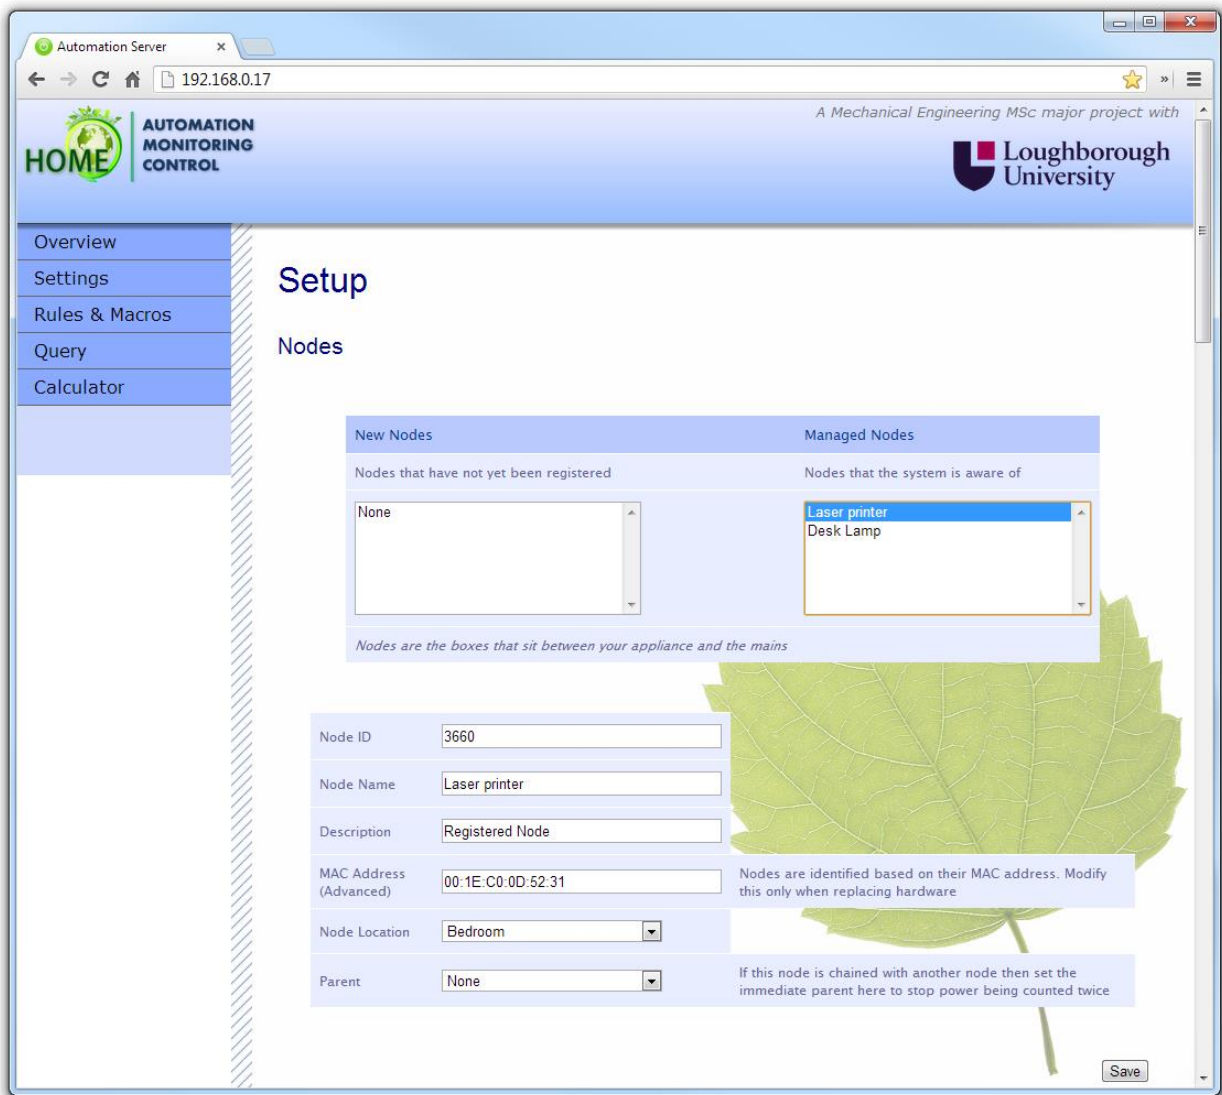 Automation Server
192.168.0.17
A Mechanical Engineering MSc major project with
HOME
AUTOMATION
MONITORING
CONTROL
Loughborough
University
Overview
Settings
Rules & Macros
Query
Calculator
Setup
Nodes
New Nodes Managed Nodes
Nodes that have not yet been registered Nodes that the system is aware of
None Laser printer
Desk Lamp
Nodes are the boxes that sit between your appliance and the mains
Node ID 3660
Node Name Laser printer
Description Registered Node
MAC Address
(Advanced)
00:1E:C0:0D:52:31
Nodes are identified based on their MAC address. Modify
this only when replacing hardware
Node Location Bedroom
Parent None
If this node is chained with another node then set the
immediate parent here to stop power being counted twice
Save